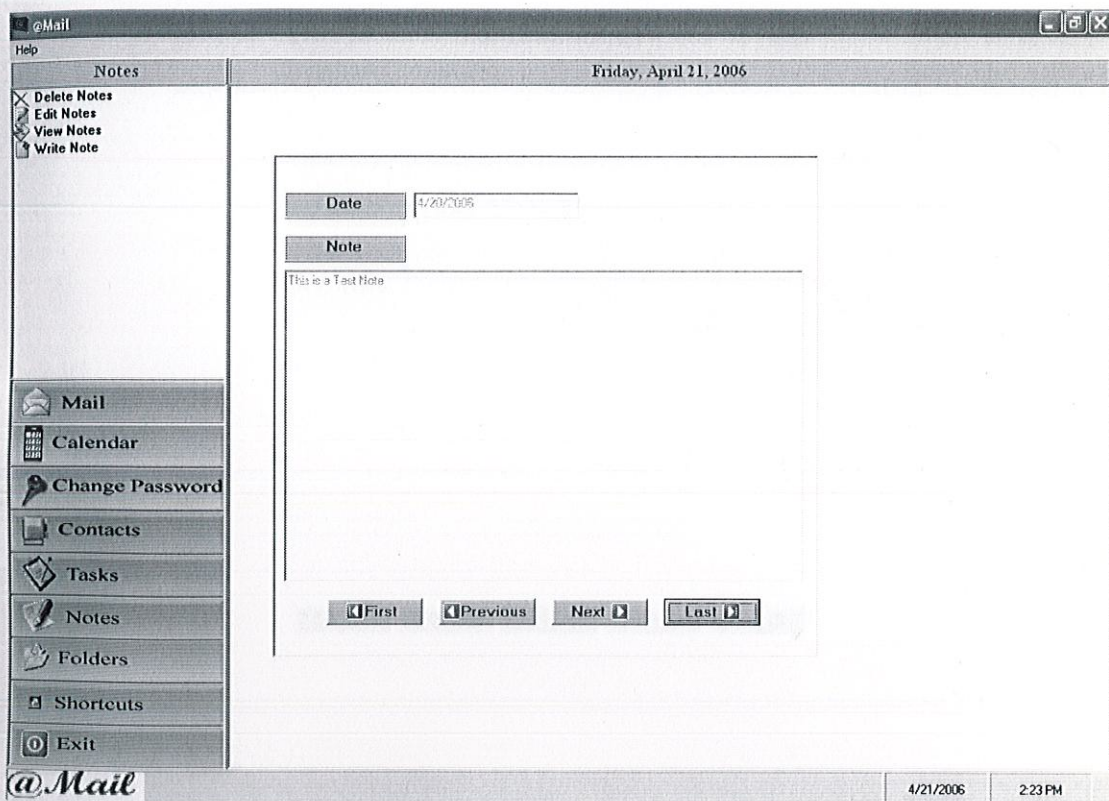 @Mail
Help
Notes
Friday, April 21, 2006
Delete Notes
Edit Notes
View Notes
Write Note
Date
4/20/2006
Note
This is a Test Note
Mail
Calendar
Change Password
Contacts
Tasks
Notes
Folders
Shortcuts
Exit
First
Previous
Next
Last
@Mail
4/21/2006
2:23 PM